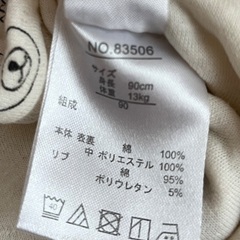 NO.83506
サイズ
身長 90cm
体重 13kg
90
組成
本体 表裏 綿 100%
中 ポリエステル 100%
リブ 綿 95%
ポリウレタン 5%
40